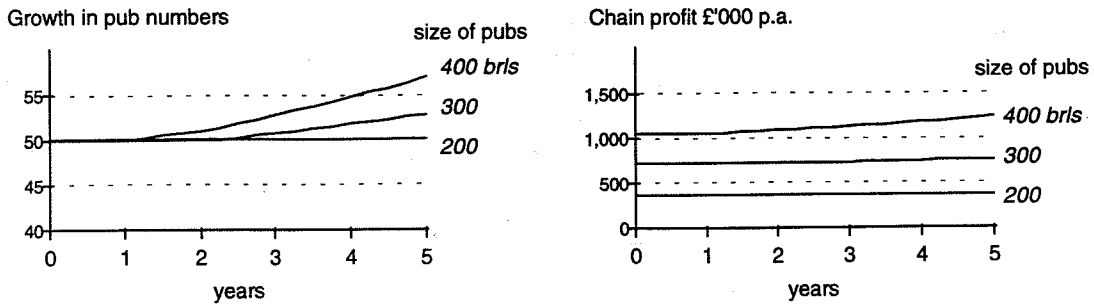 Growth in pub numbers
size of pubs
400 brls
300
200
55
50
45
40
0 1 2 3 4 5
years
Chain profit £'000 p.a.
size of pubs
400 brls
300
200
1,500
1,000
500
0
0 1 2 3 4 5
years